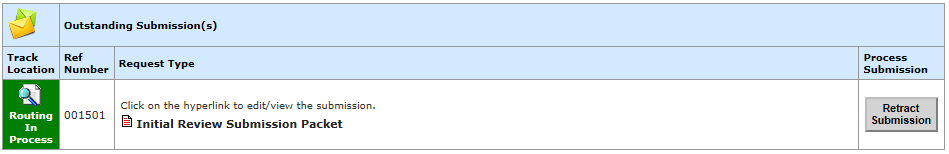 Outstanding Submission(s)
Track
Location
Ref
Number
Request Type
Process
Submission
Routing
In
Process
001501
Click on the hyperlink to edit/view the submission.
Initial Review Submission Packet
Retract
Submission